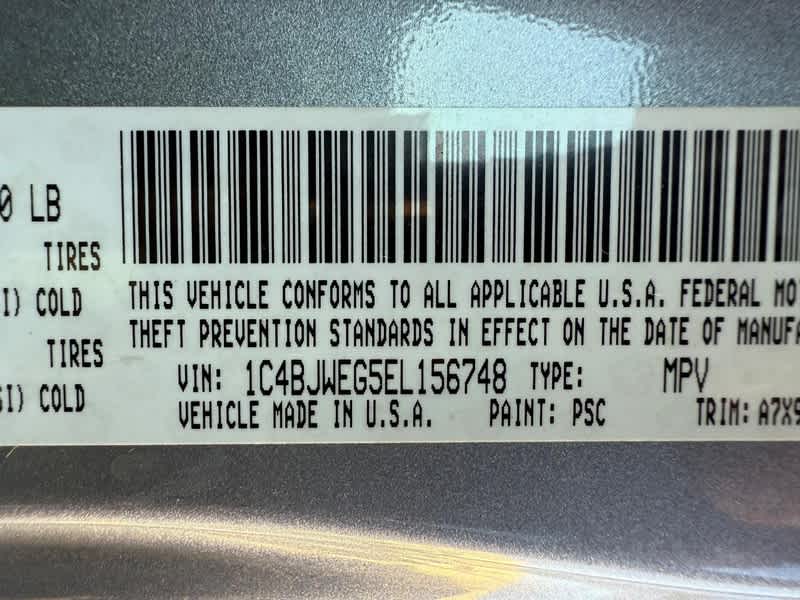 0 LB
TIRES
I) COLD
TIRES
SI) COLD
THIS VEHICLE CONFORMS TO ALL APPLICABLE U.S.A. FEDERAL MO
THEFT PREVENTION STANDARDS IN EFFECT ON THE DATE OF MANUFA
VIN: 1C4BJWEG5EL156748 TYPE: MPV
VEHICLE MADE IN U.S.A. PAINT: PSC TRIM: A7X9